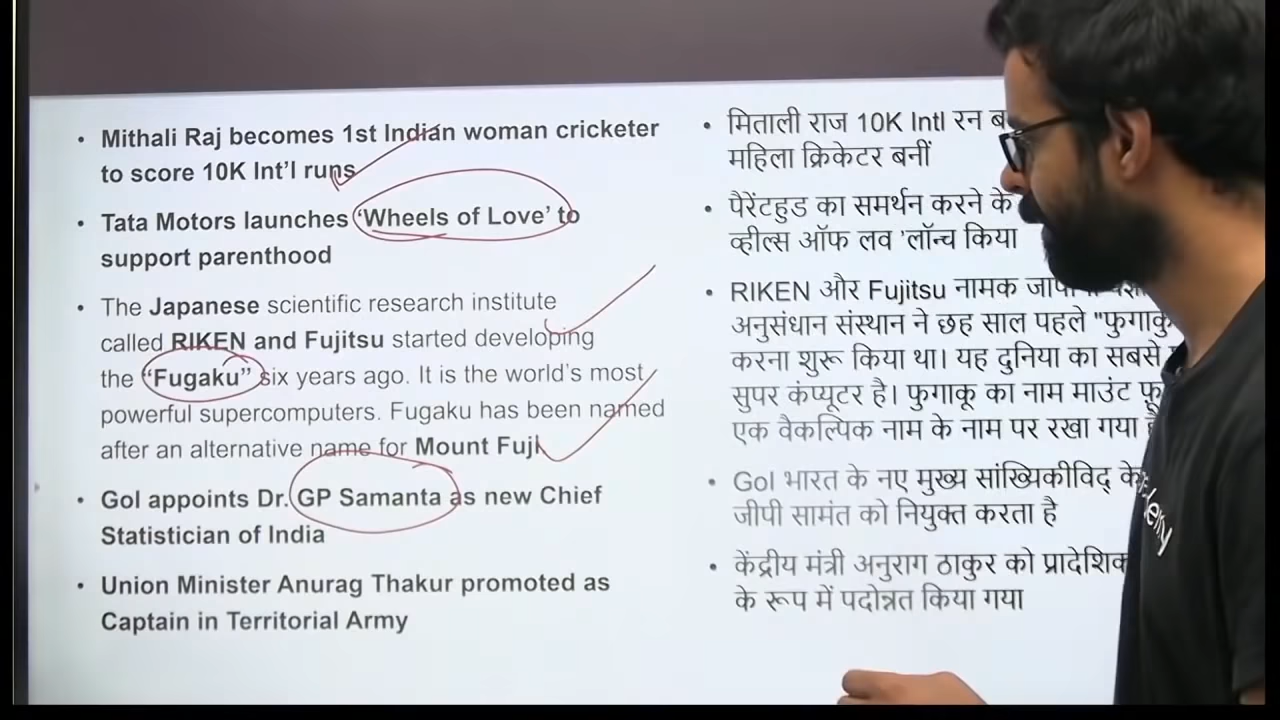 • Mithali Raj becomes 1st Indian woman cricketer
to score 10K Int'l runs
• Tata Motors launches 'Wheels of Love' to
support parenthood
• The Japanese scientific research institute
called RIKEN and Fujitsu started developing
the "Fugaku" six years ago. It is the world's most
powerful supercomputers. Fugaku has been named
after an alternative name for Mount Fuji
• GoI appoints Dr. GP Samanta as new Chief
Statistician of India
• Union Minister Anurag Thakur promoted as
Captain in Territorial Army
• मिताली राज 10K Intl रन
महिला क्रिकेटर बनीं
• पैरेंटहुड का समर्थन करने के
व्हील्स ऑफ लव 'लॉन्च किया
• RIKEN और Fujitsu नामक
अनुसंधान संस्थान ने छह साल पहले "फुगाकु
करना शुरू किया था। यह दुनिया का सबसे
सुपर कंप्यूटर है। फुगाकू का नाम माउंट
एक वैकल्पिक नाम के नाम पर रखा गया
• GoI भारत के नए मुख्य सांख्यिकीविद् के
जीपी सामंत को नियुक्त करता है
• केंद्रीय मंत्री अनुराग ठाकुर को
के रूप में पदोन्नत किया गया